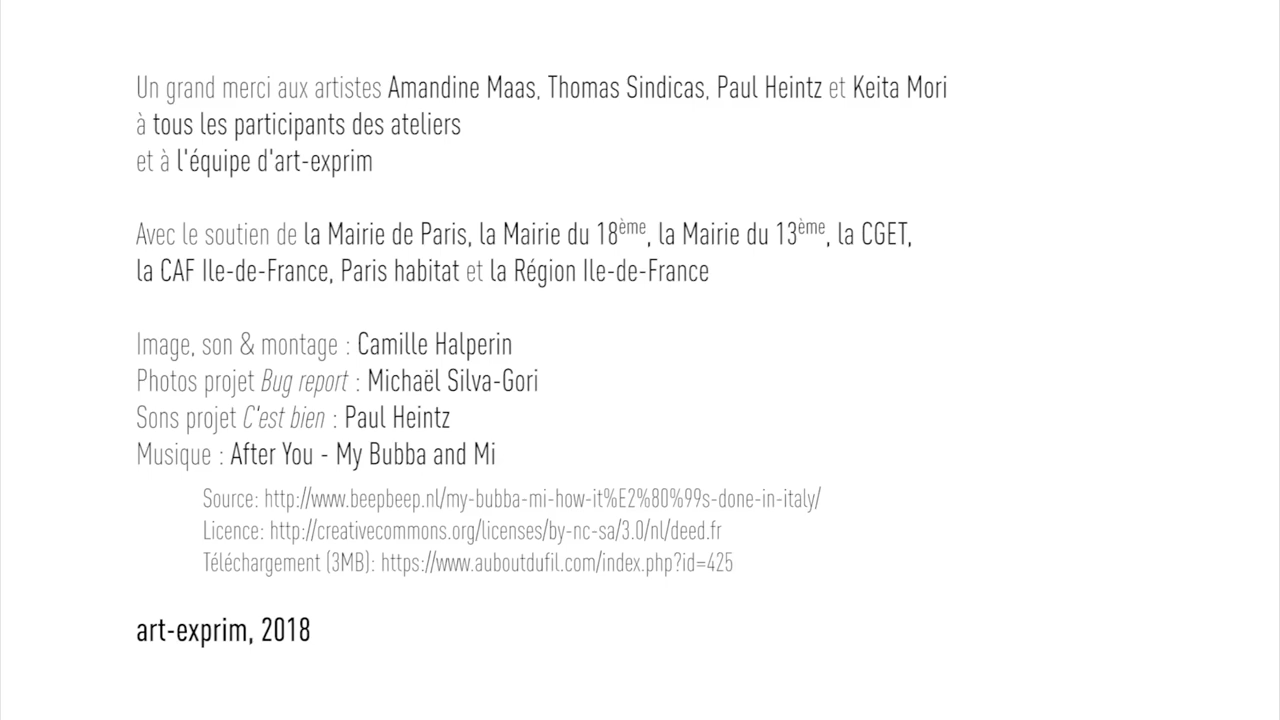 Un grand merci aux artistes Amandine Maas, Thomas Sindicas, Paul Heintz et Keita Mori
à tous les participants des ateliers
et à l'équipe d'art-exprim
Avec le soutien de la Mairie de Paris, la Mairie du 18ème, la Mairie du 13ème, la CGET,
la CAF Ile-de-France, Paris habitat et la Région Ile-de-France
Image, son & montage : Camille Halperin
Photos projet Bug report : Michaël Silva-Gori
Sons projet C'est bien : Paul Heintz
Musique : After You - My Bubba and Mi
Source: http://www.beepbeep.nl/my-bubba-mi-how-it%E2%80%99s-done-in-italy/
Licence: http://creativecommons.org/licenses/by-nc-sa/3.0/nl/deed.fr
Téléchargement (3MB): https://www.auboutdufil.com/index.php?id=425
art-exprim, 2018